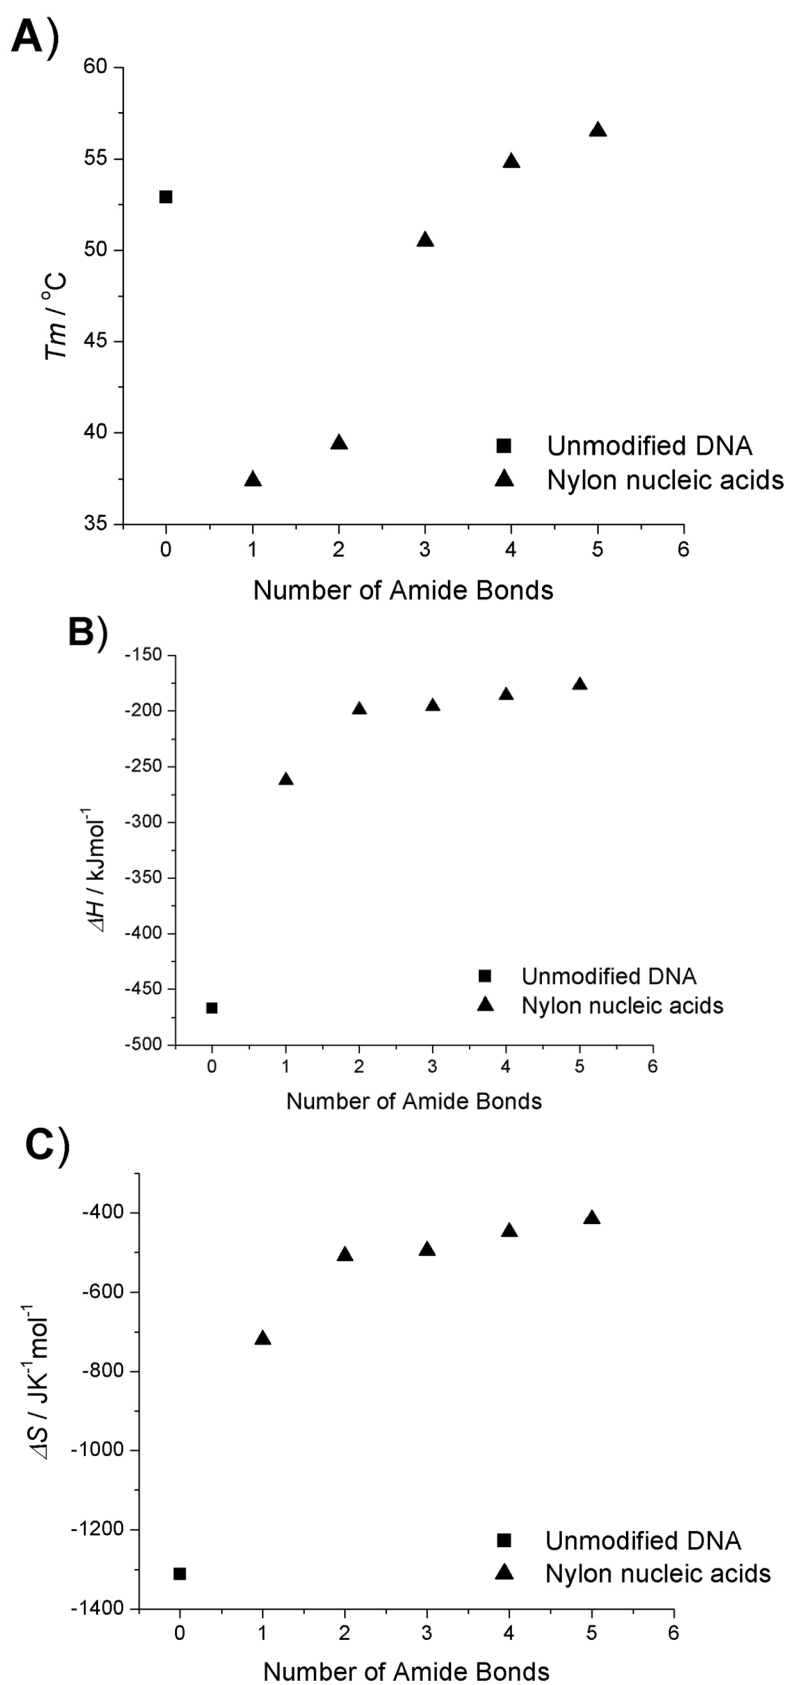 A)
60
55
50
45
40
35
Tm / °C
Unmodified DNA
Nylon nucleic acids
0 1 2 3 4 5 6
Number of Amide Bonds
B)
-150
-200
-250
-300
-350
-400
-450
-500
ΔH / kJmol⁻¹
Unmodified DNA
Nylon nucleic acids
0 1 2 3 4 5 6
Number of Amide Bonds
C)
-400
-600
-800
-1000
-1200
-1400
ΔS / JK⁻¹mol⁻¹
Unmodified DNA
Nylon nucleic acids
0 1 2 3 4 5 6
Number of Amide Bonds